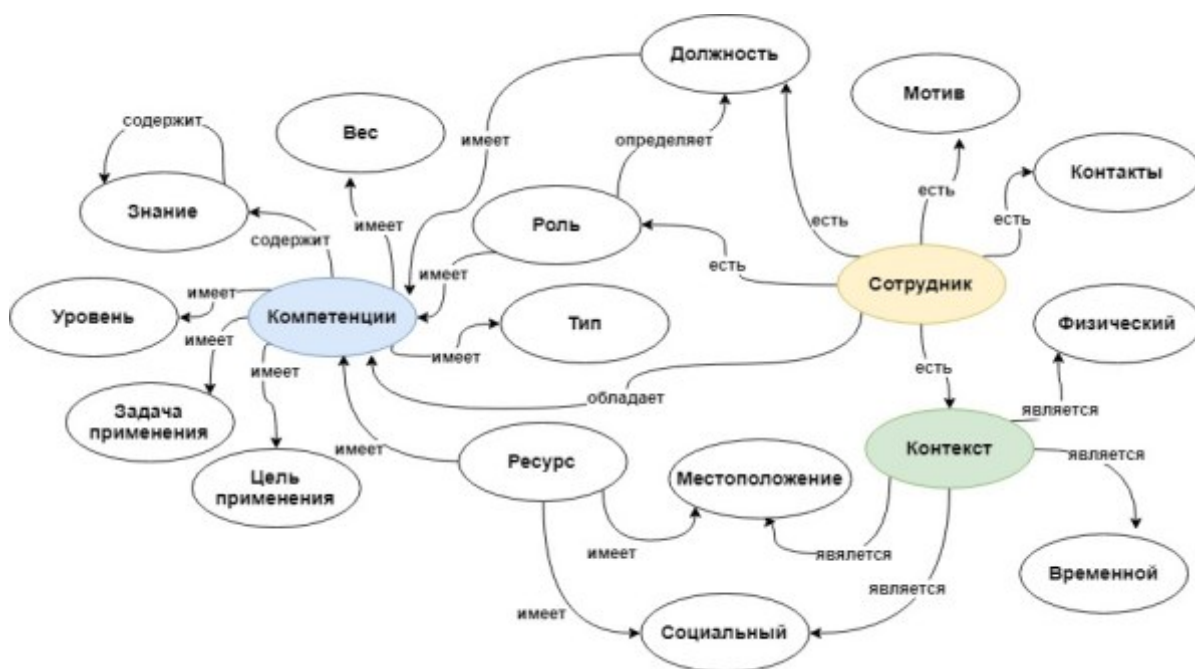 Должность
Мотив
содержит
Вес
имеет
определяет
Контакты
есть
Знание
Роль
есть
есть
содержит
имеет
имеет
есть
Сотрудник
Уровень
имеет
Компетенции
Тип
Физический
имеет
имеет
есть
имеет
обладает
является
Задача
применения
имеет
Ресурс
Контекст
является
Цель
применения
Местоположение
имеет
явялется
Временной
является
имеет
Социальный